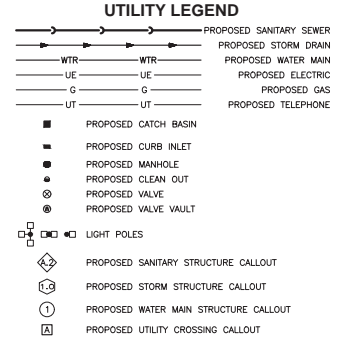 UTILITY LEGEND
PROPOSED SANITARY SEWER
PROPOSED STORM DRAIN
WTR WTR PROPOSED WATER MAIN
UE UE PROPOSED ELECTRIC
G G PROPOSED GAS
UT UT PROPOSED TELEPHONE
PROPOSED CATCH BASIN
PROPOSED CURB INLET
PROPOSED MANHOLE
PROPOSED CLEAN OUT
PROPOSED VALVE
PROPOSED VALVE VAULT
LIGHT POLES
A.2 PROPOSED SANITARY STRUCTURE CALLOUT
1.0 PROPOSED STORM STRUCTURE CALLOUT
1 PROPOSED WATER MAIN STRUCTURE CALLOUT
A PROPOSED UTILITY CROSSING CALLOUT